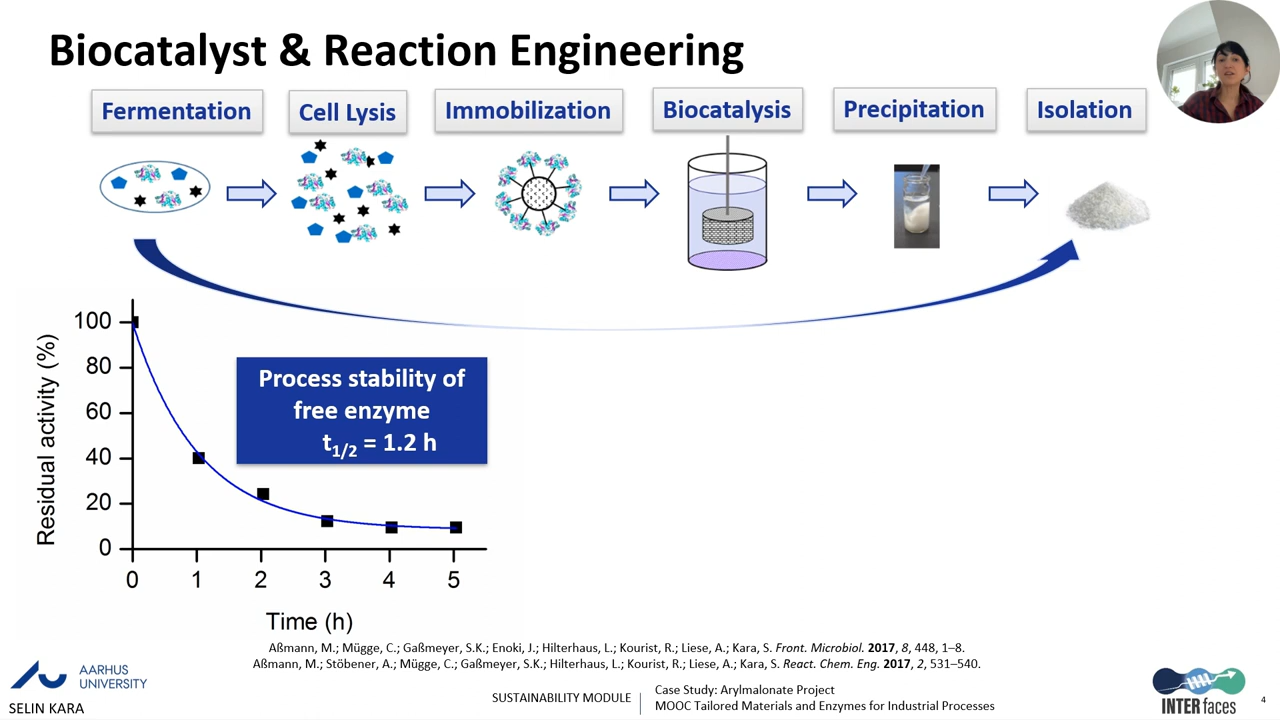 Biocatalyst & Reaction Engineering
Fermentation
Cell Lysis
Immobilization
Biocatalysis
Precipitation
Isolation
Residual activity (%)
100
80
60
40
20
0
0 1 2 3 4 5
Time (h)
Process stability of
free enzyme
t1/2 = 1.2 h
Aßmann, M.; Mügge, C.; Gaßmeyer, S.K.; Enoki, J.; Hilterhaus, L.; Kourist, R.; Liese, A.; Kara, S. Front. Microbiol. 2017, 8, 448, 1–8.
Aßmann, M.; Stöbener, A.; Mügge, C.; Gaßmeyer, S.K.; Hilterhaus, L.; Kourist, R.; Liese, A.; Kara, S. React. Chem. Eng. 2017, 2, 531–540.
AARHUS
UNIVERSITY
SELIN KARA
SUSTAINABILITY MODULE
Case Study: Arylmalonate Project
MOOC Tailored Materials and Enzymes for Industrial Processes
INTERfaces
4